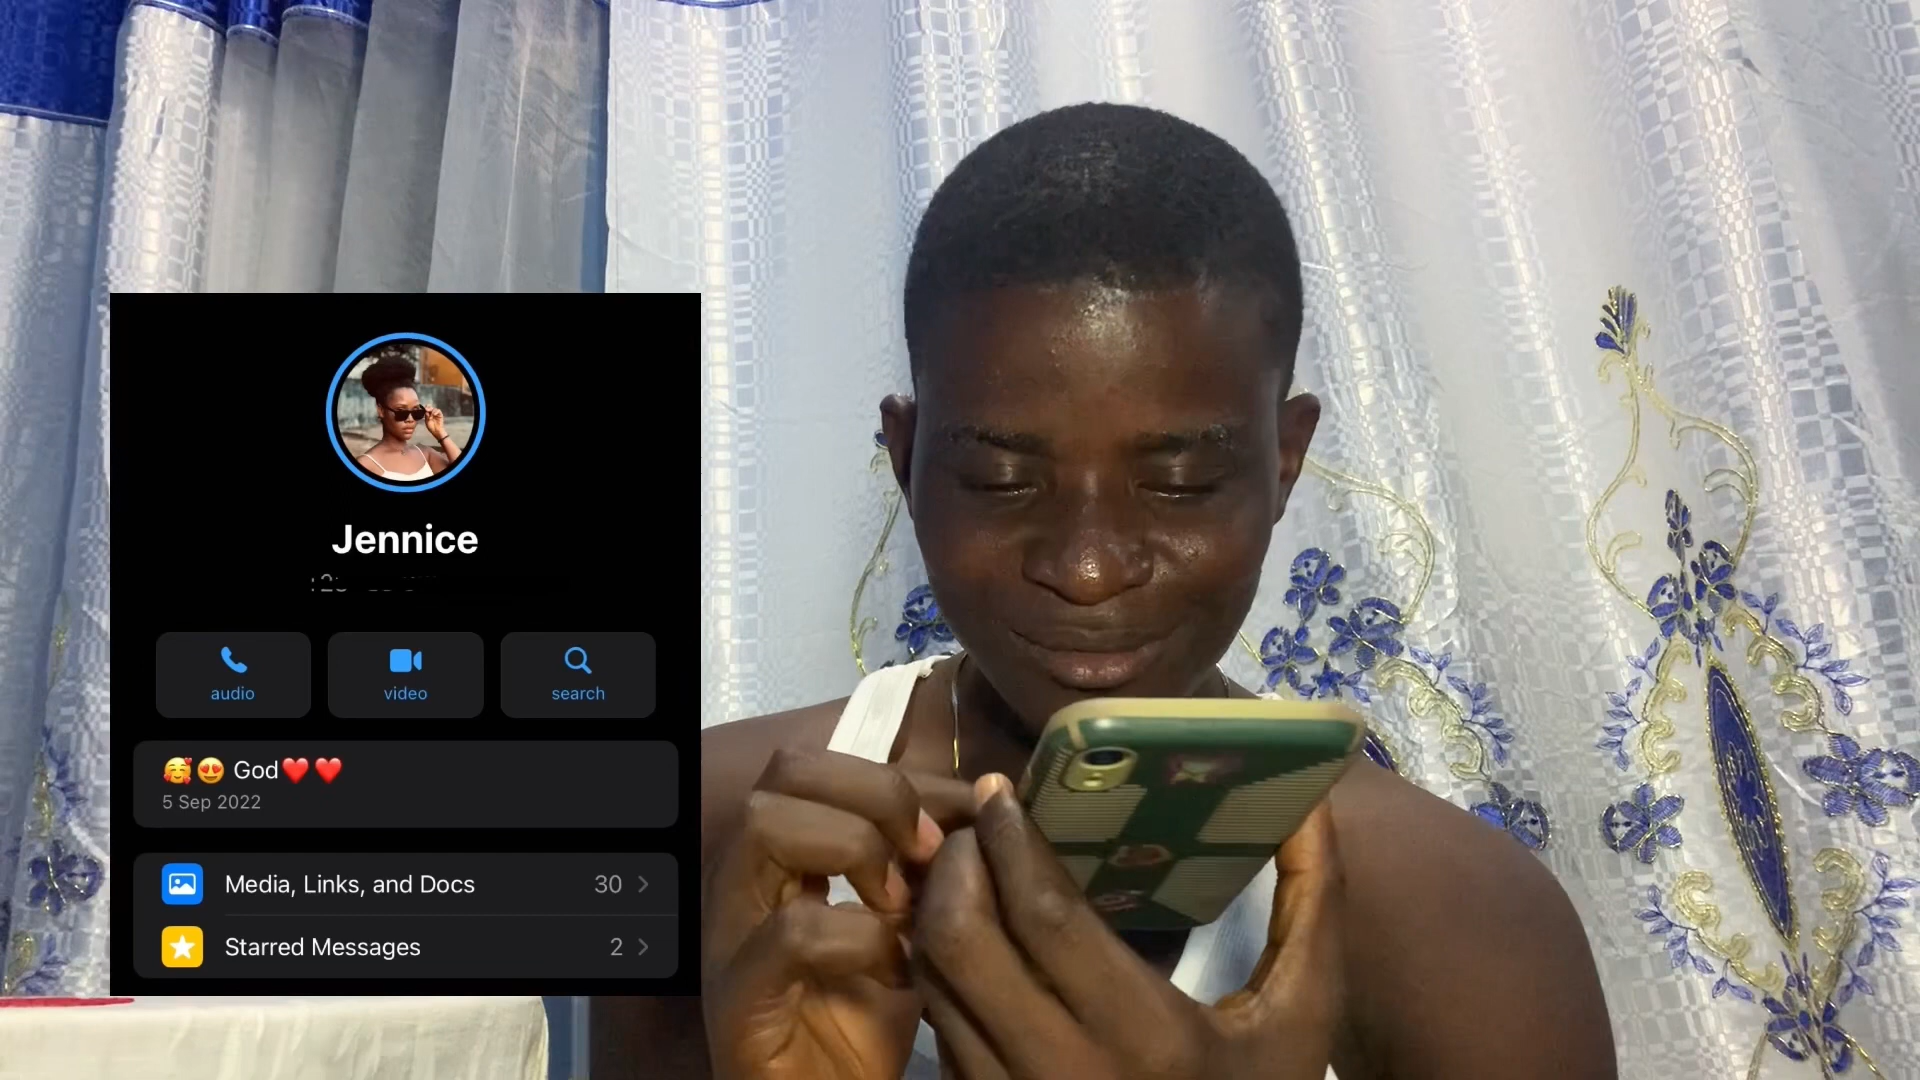 Jennice
audio
video
search
🥰😍 God❤️❤️
5 Sep 2022
Media, Links, and Docs 30
Starred Messages 2